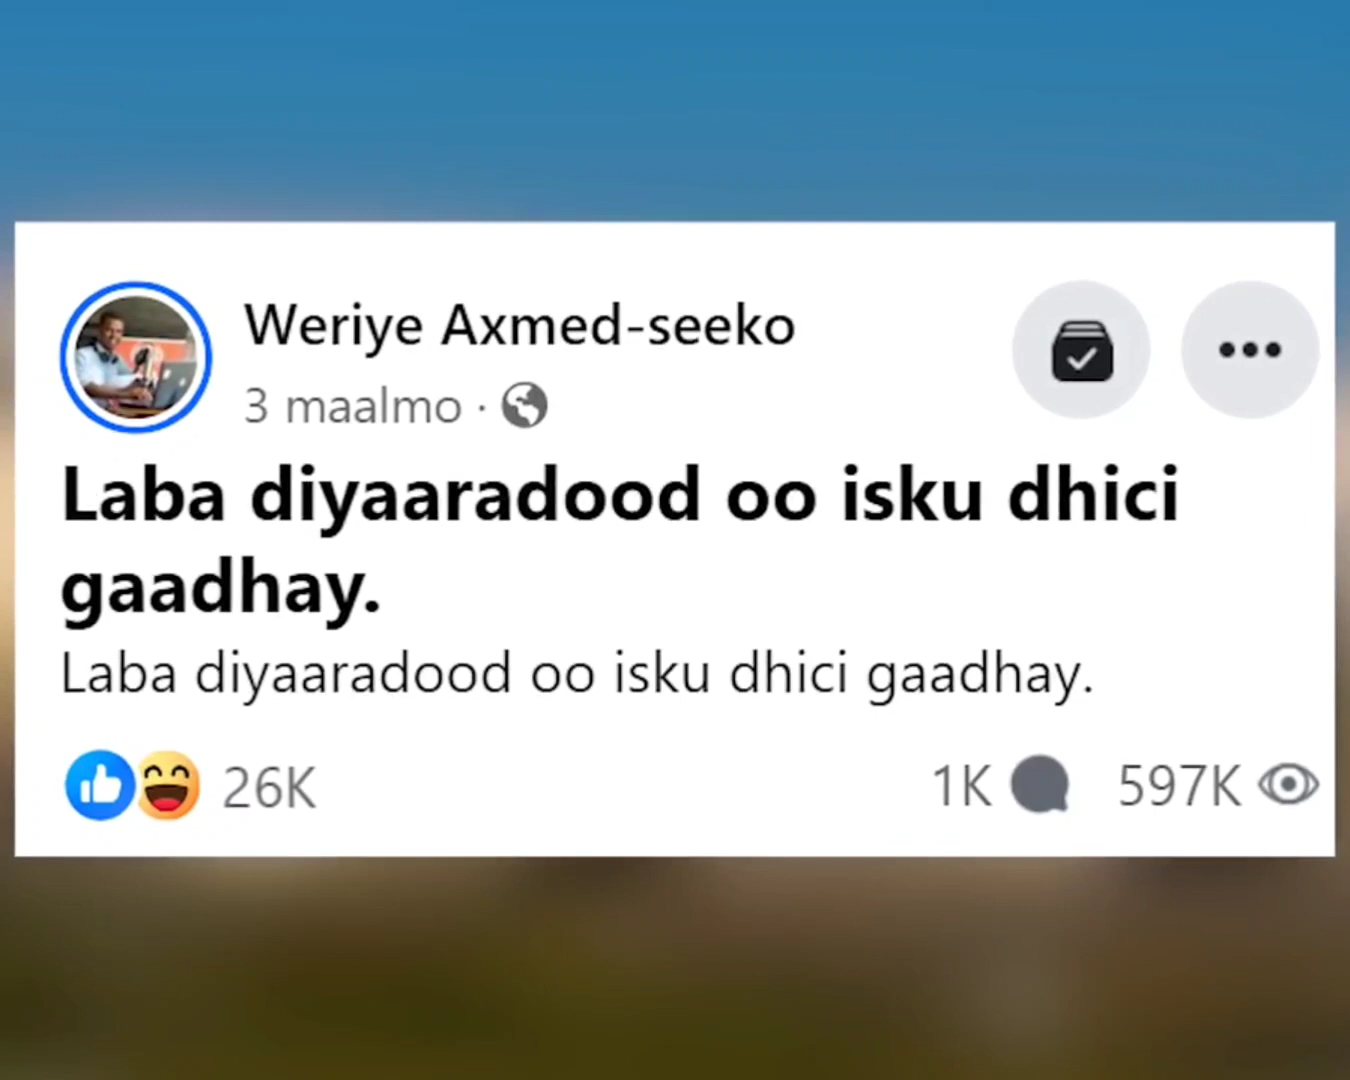 Weriye Axmed-seeko
3 maalmo ·
Laba diyaaradood oo isku dhici
gaadhay.
Laba diyaaradood oo isku dhici gaadhay.
26K
1K 597K